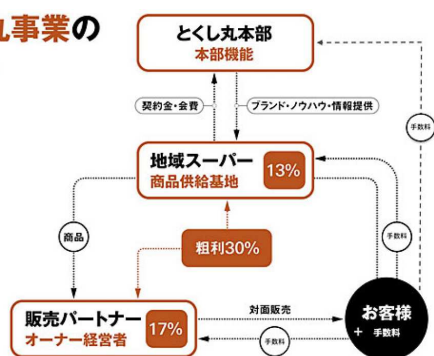 丸事業の
とくし丸本部
本部機能
契約金・会費
ブランド・ノウハウ・情報提供
手数料
地域スーパー
商品供給基地
13%
商品
手数料
粗利30%
販売パートナー
オーナー経営者
17%
対面販売
手数料
お客様
+ 手数料